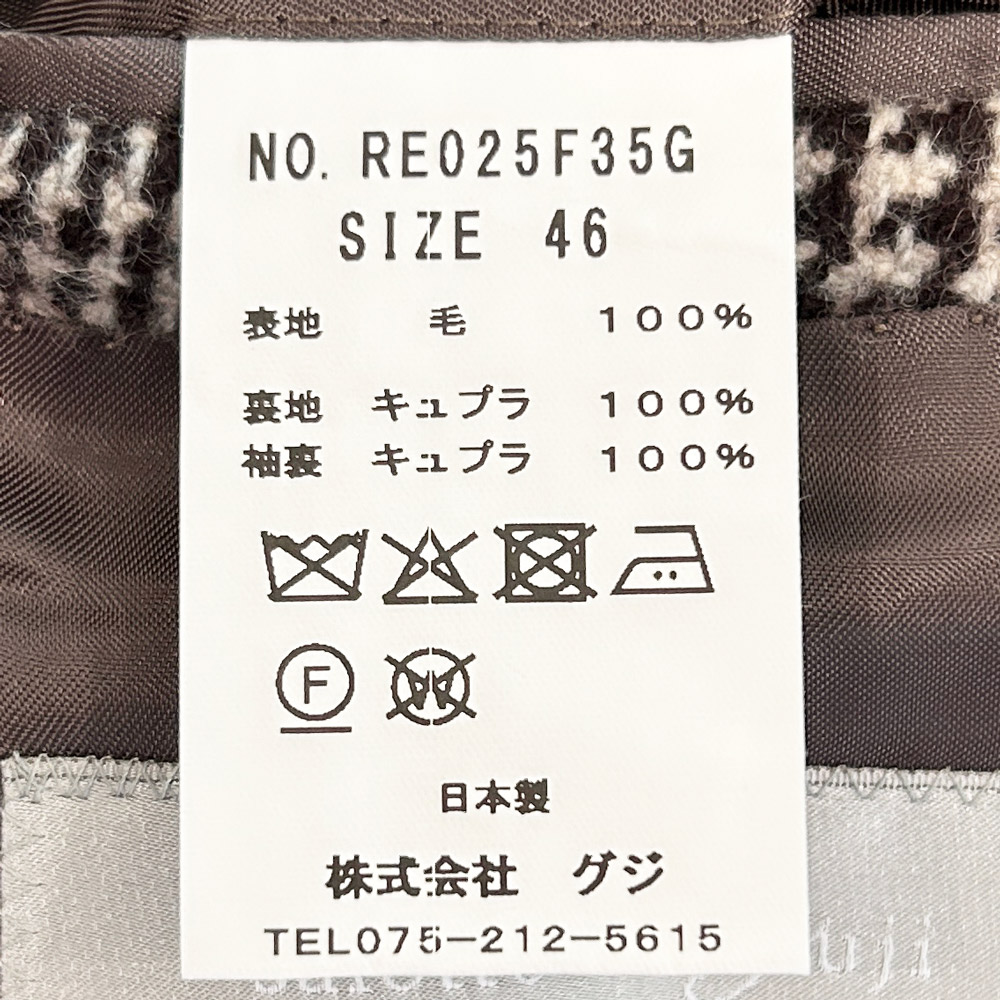 NO. RE025F35G
SIZE 46
表地 毛 100%
裏地 キュプラ 100%
袖裏 キュプラ 100%
F
W
日本製
株式会社 グジ
TEL075-212-5615
uji